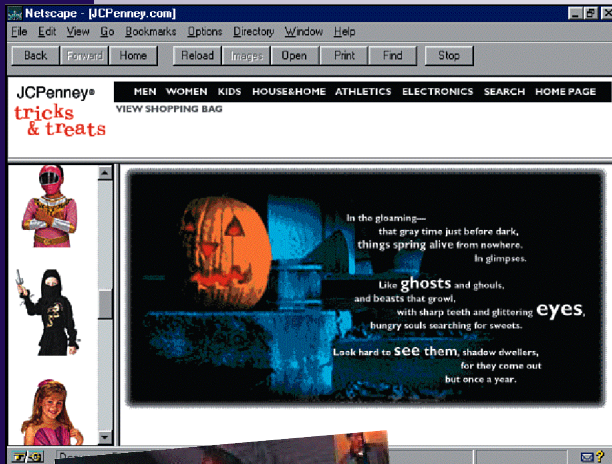 Netscape - [JCPenney.com]
File Edit View Go Bookmarks Options Directory Window Help
Back Forward Home Reload Images Open Print Find Stop
JCPenney®
MEN WOMEN KIDS HOUSE&HOME ATHLETICS ELECTRONICS SEARCH HOME PAGE
tricks
& treats
VIEW SHOPPING BAG
In the gloaming—
that gray time just before dark,
things spring alive from nowhere.
In glimpses.
Like ghosts and ghouls,
and beasts that growl,
with sharp teeth and glittering eyes,
hungry souls searching for sweets.
Look hard to see them, shadow dwellers,
for they come out
but once a year.